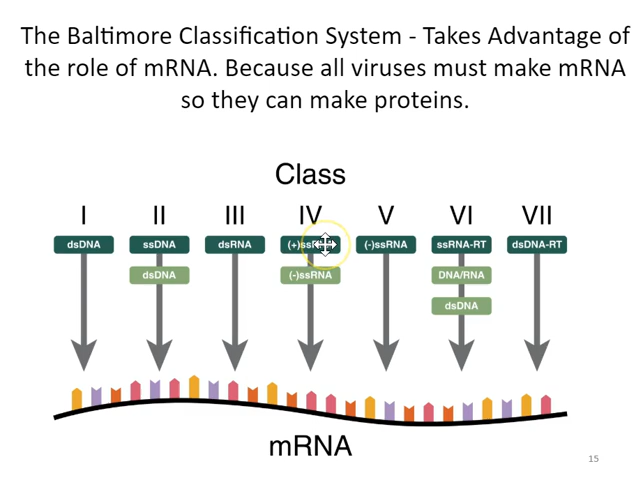 The Baltimore Classification System - Takes Advantage of
the role of mRNA. Because all viruses must make mRNA
so they can make proteins.
Class
I II III IV V VI VII
dsDNA ssDNA dsRNA (+)ssRNA (-)ssRNA ssRNA-RT dsDNA-RT
dsDNA (-)ssRNA DNA/RNA
dsDNA
mRNA
15